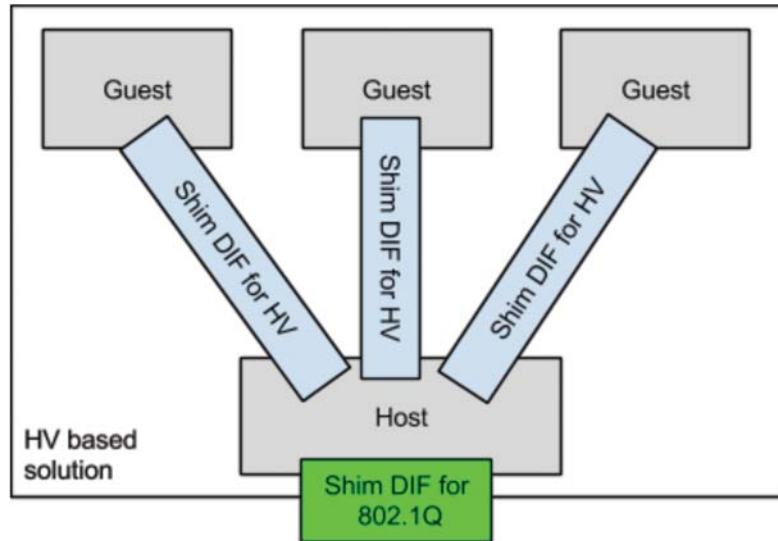 Guest
Guest
Guest
Shim DIF for HV
Shim DIF for HV
Shim DIF for HV
Host
HV based
solution
Shim DIF for
802.1Q